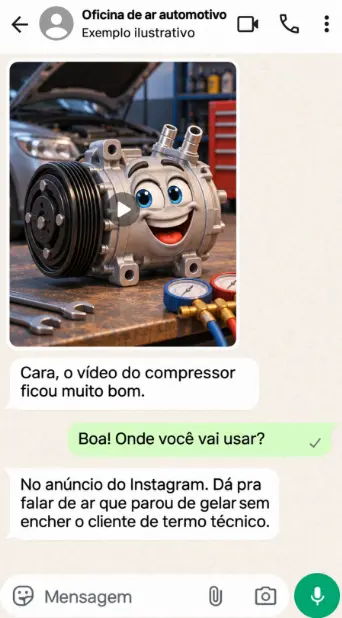 Oficina de ar automotivo
Exemplo ilustrativo
Cara, o vídeo do compressor
ficou muito bom.
Boa! Onde você vai usar?
No anúncio do Instagram. Dá pra
falar de ar que parou de gelar sem
encher o cliente de termo técnico.
Mensagem